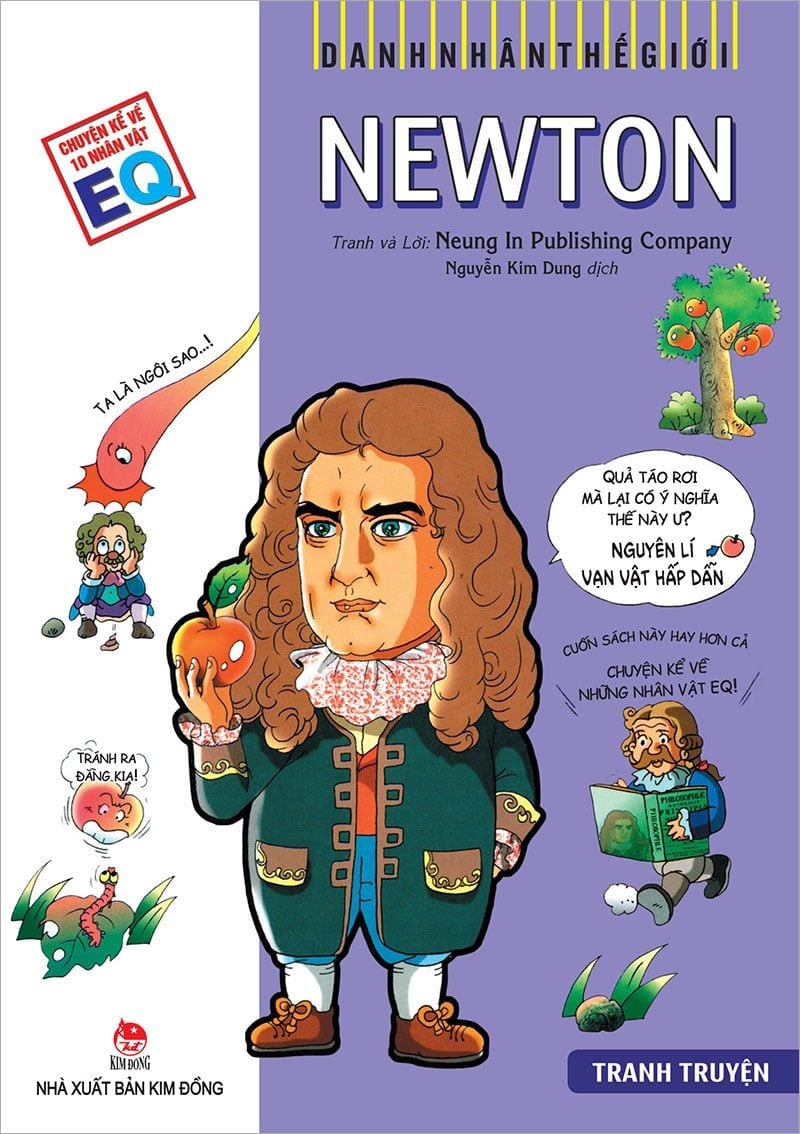 DANH NHÂN THẾ GIỚI
CHUYỆN KỂ VỀ
10 NHÂN VẬT
EQ
NEWTON
Tranh và Lời: Neung In Publishing Company
Nguyễn Kim Dung dịch
TA LÀ NGÔI SAO...!
QUẢ TÁO RƠI
MÀ LẠI CÓ Ý NGHĨA
THẾ NÀY Ư?
NGUYÊN LÍ
VẠN VẬT HẤP DẪN
CUỐN SÁCH NÀY HAY HƠN CẢ
CHUYỆN KỂ VỀ
NHỮNG NHÂN VẬT EQ!
TRÁNH RA
ĐẰNG KIA!
PHILOSOPHIÆ
PRINCIPIA
PHILOSOPHILE
KIM ĐỒNG
NHÀ XUẤT BẢN KIM ĐỒNG
TRANH TRUYỆN